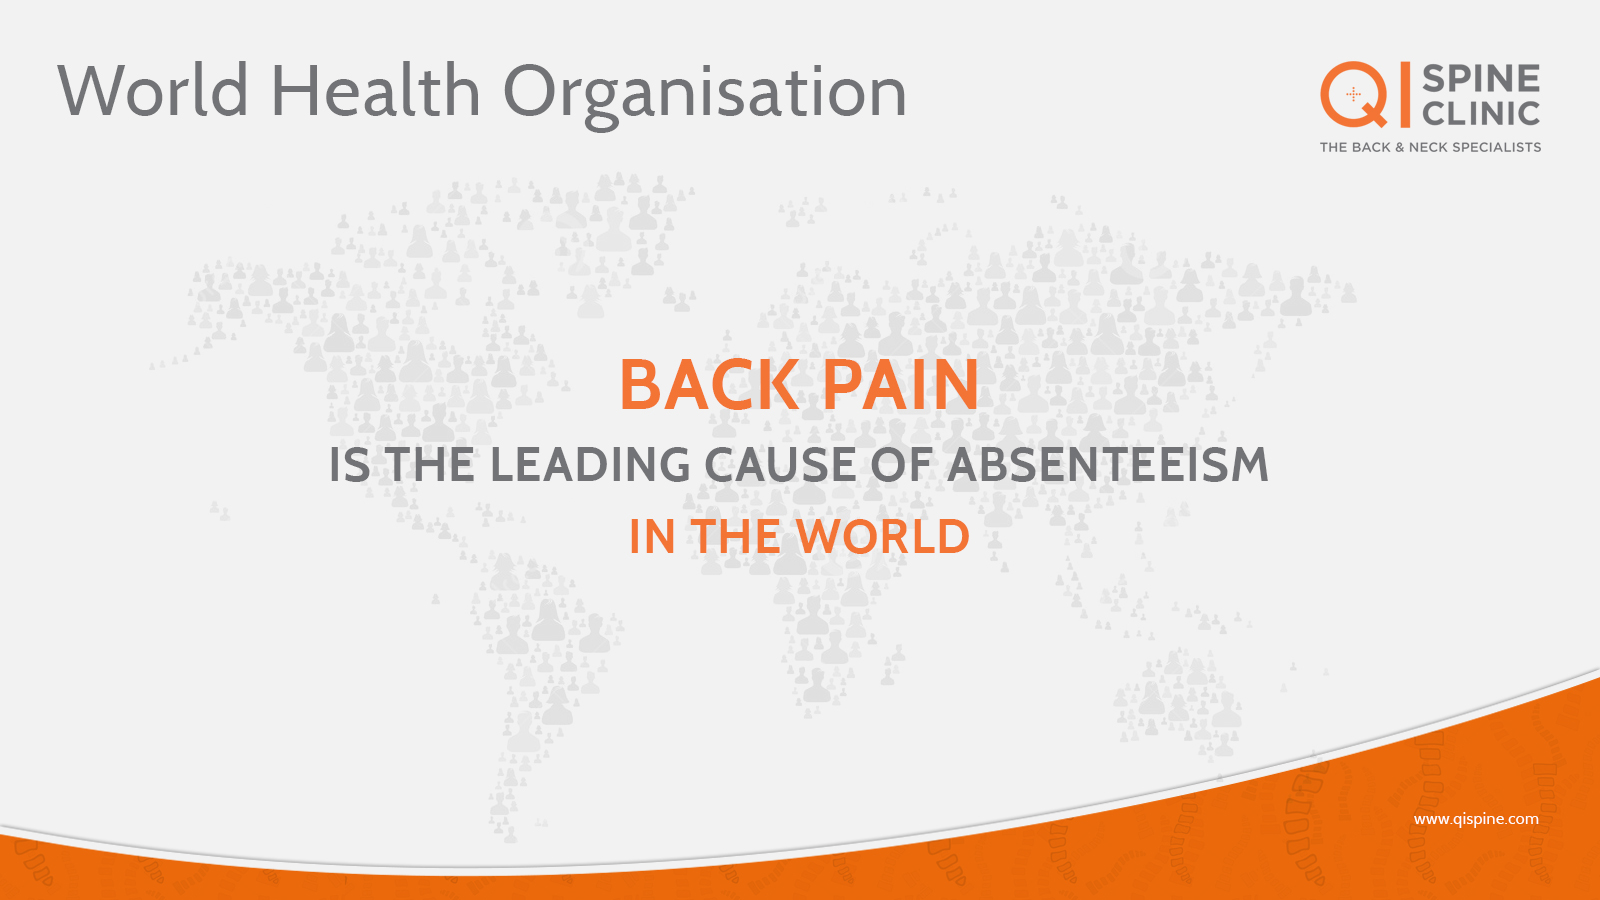 World Health Organisation
QI SPINE
CLINIC
THE BACK & NECK SPECIALISTS
BACK PAIN
IS THE LEADING CAUSE OF ABSENTEEISM
IN THE WORLD
www.qispine.com